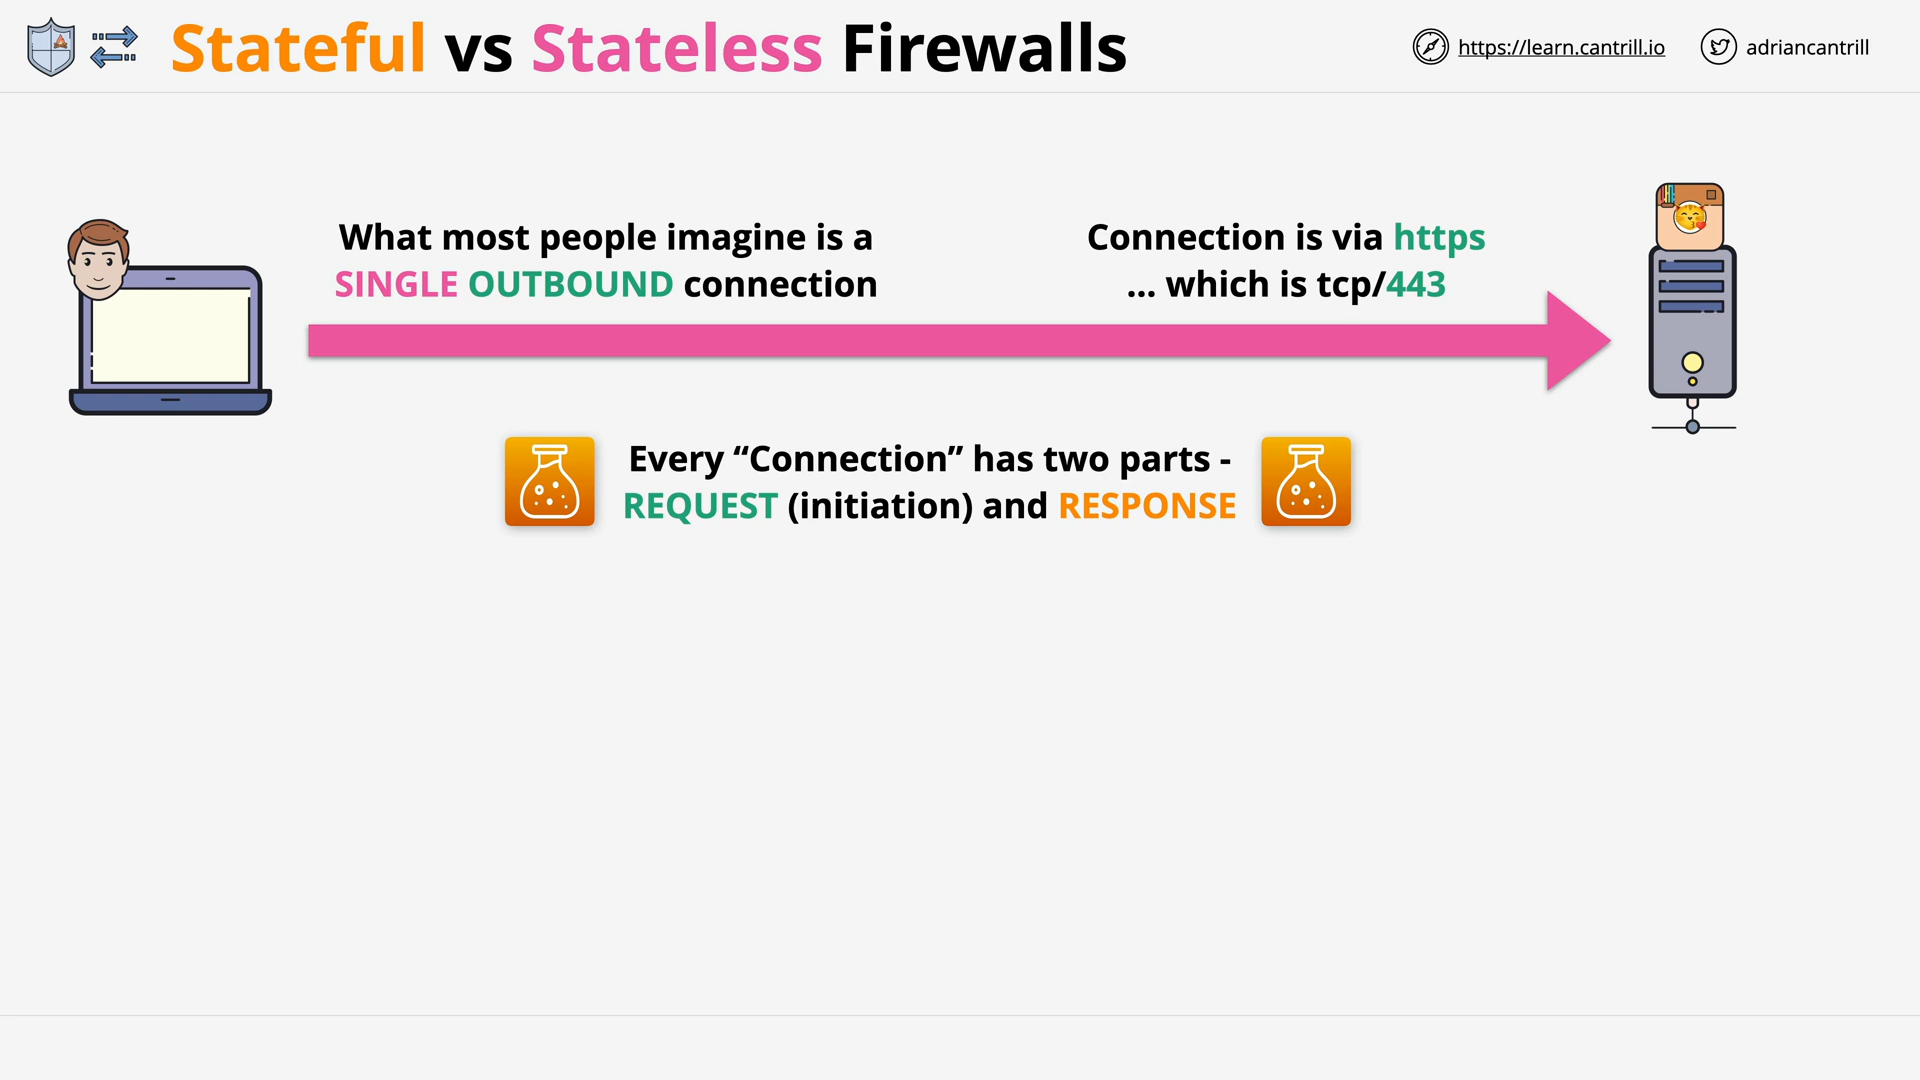 Stateful vs Stateless Firewalls
https://learn.cantrill.io
adriancantrill
What most people imagine is a
SINGLE OUTBOUND connection
Connection is via https
... which is tcp/443
Every “Connection” has two parts -
REQUEST (initiation) and RESPONSE